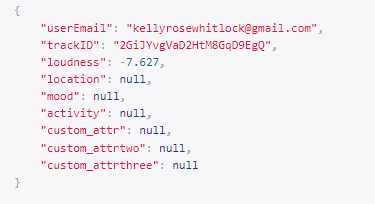 {
"userEmail": "kellyrosewhitlock@gmail.com",
"trackID": "2GiJYvgVaD2HtM8GqD9EgQ",
"loudness": -7.627,
"location": null,
"mood": null,
"activity": null,
"custom_attr": null,
"custom_attrtwo": null,
"custom_attrthree": null
}